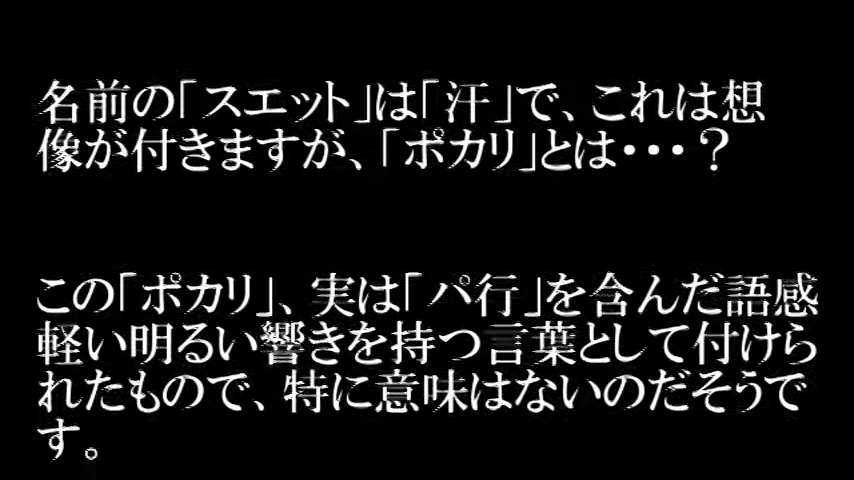 名前の「スエット」は「汗」で、これは想
像が付きますが、「ポカリ」とは・・・？
この「ポカリ」、実は「パ行」を含んだ語感
軽い明るい響きを持つ言葉として付けら
れたもので、特に意味はないのだそうで
す。